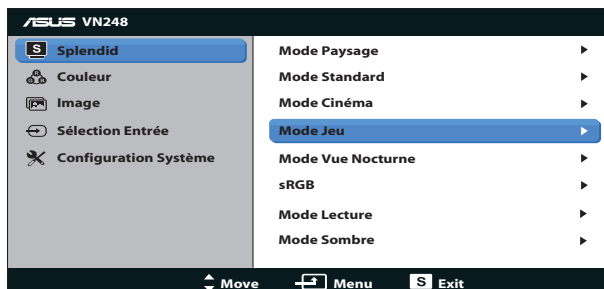 ASUS VN248
S Splendid
Couleur
Image
Sélection Entrée
Configuration Système
Mode Paysage
Mode Standard
Mode Cinéma
Mode Jeu
Mode Vue Nocturne
sRGB
Mode Lecture
Mode Sombre
Move Menu S Exit